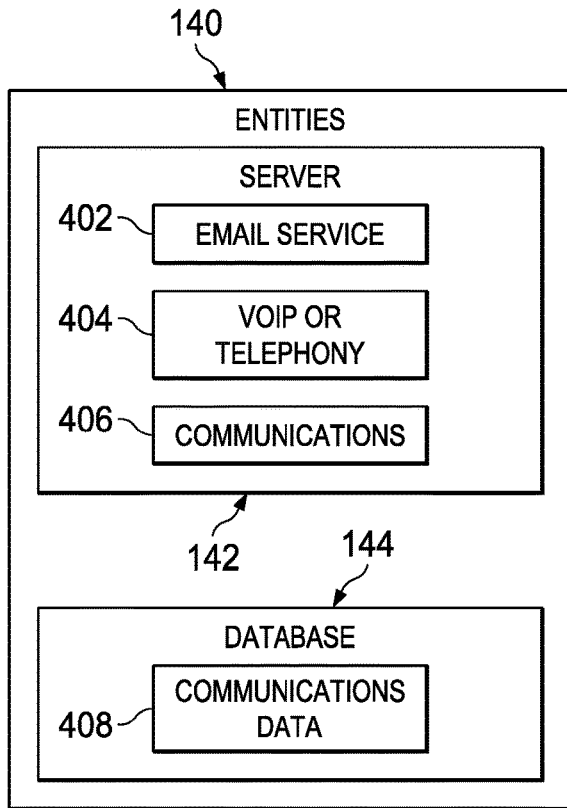 140
ENTITIES
SERVER
402
EMAIL SERVICE
404
VOIP OR
TELEPHONY
406
COMMUNICATIONS
142
144
DATABASE
COMMUNICATIONS
408
DATA